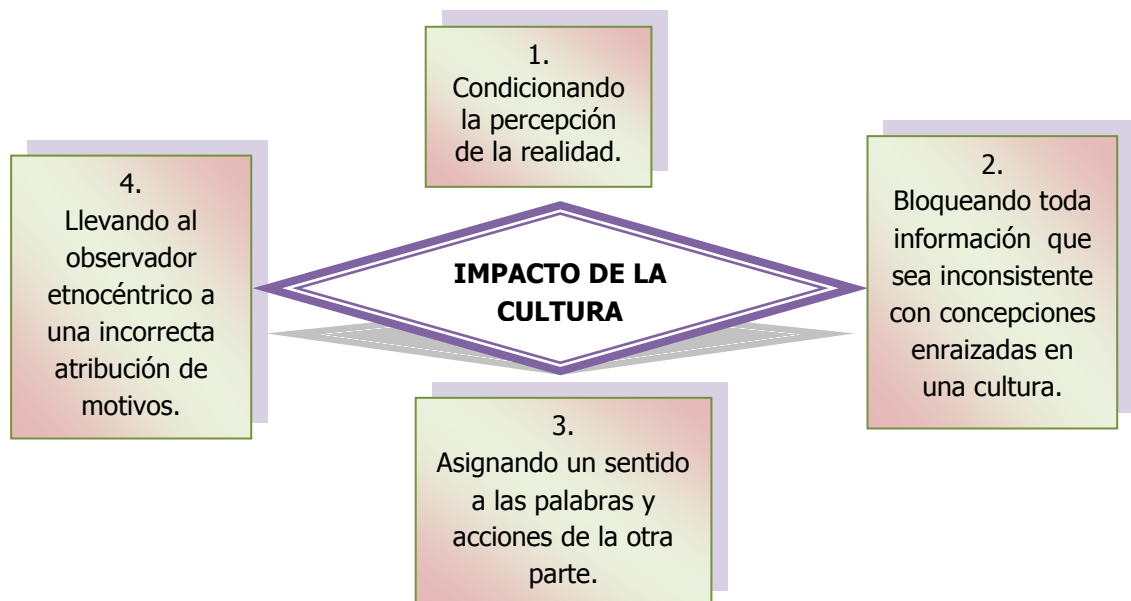 1.
Condicionando
la percepción
de la realidad.
2.
Bloqueando toda
información que
sea inconsistente
con concepciones
enraizadas en
una cultura.
3.
Asignando un sentido
a las palabras y
acciones de la otra
parte.
4.
Llevando al
observador
etnocéntrico a
una incorrecta
atribución de
motivos.
IMPACTO DE LA
CULTURA